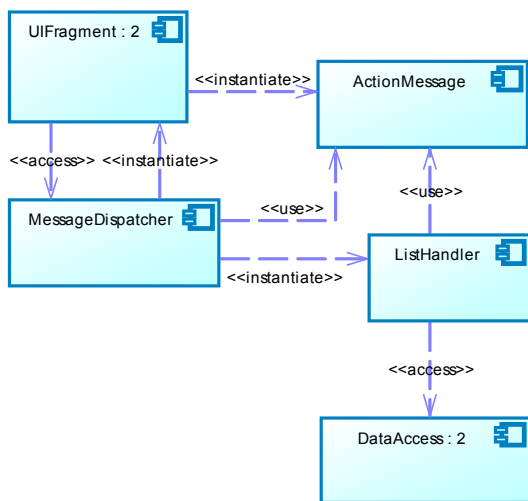 UIFragment : 2
<<instantiate>>
ActionMessage
<<access>>
<<instantiate>>
MessageDispatcher
<<use>>
<<use>>
ListHandler
<<instantiate>>
<<access>>
DataAccess : 2